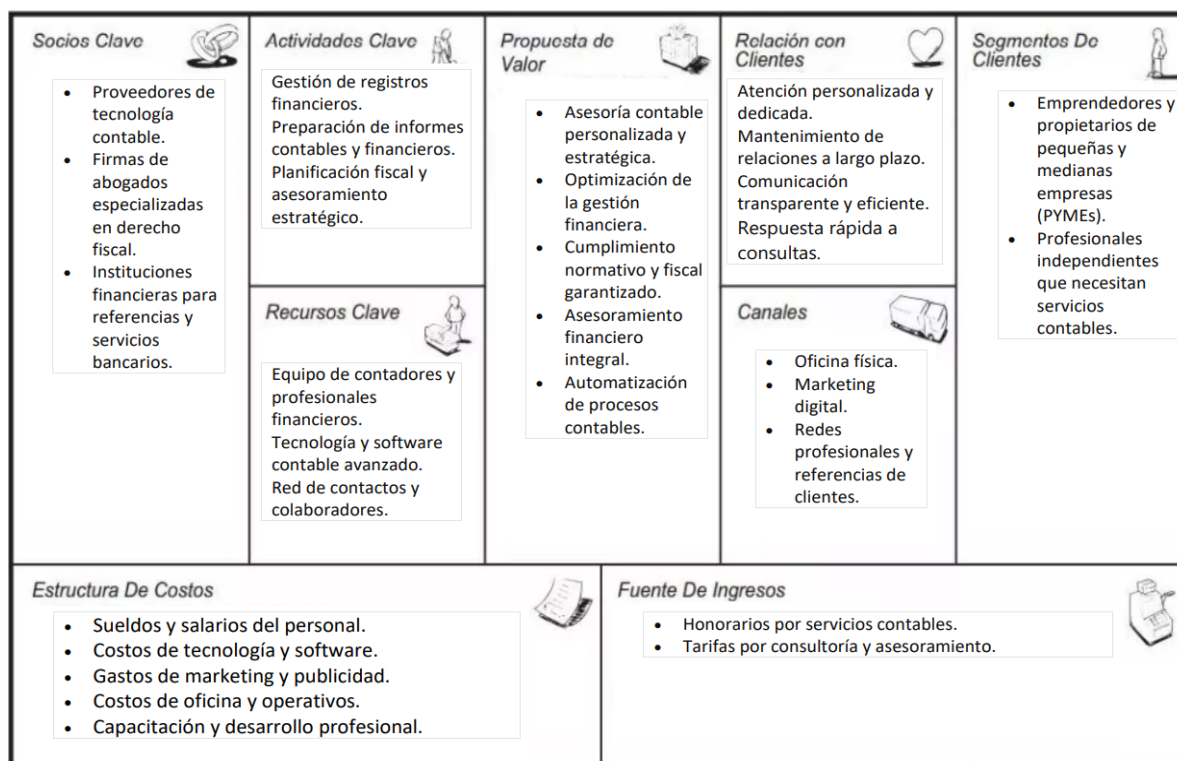 Socios Clave
Proveedores de
tecnología
contable.
Firmas de
abogados
especializadas
en derecho
fiscal.
Instituciones
financieras para
referencias y
servicios
bancarios.
Actividades Clave
Gestión de registros
financieros.
Preparación de informes
contables y financieros.
Planificación fiscal y
asesoramiento
estratégico.
Recursos Clave
Equipo de contadores y
profesionales
financieros.
Tecnología y software
contable avanzado.
Red de contactos y
colaboradores.
Propuesta de
Valor
Asesoría contable
personalizada y
estratégica.
Optimización de
la gestión
financiera.
Cumplimiento
normativo y fiscal
garantizado.
Asesoramiento
financiero
integral.
Automatización
de procesos
contables.
Relación con
Clientes
Atención personalizada y
dedicada.
Mantenimiento de
relaciones a largo plazo.
Comunicación
transparente y eficiente.
Respuesta rápida a
consultas.
Canales
Oficina física.
Marketing
digital.
Redes
profesionales y
referencias de
clientes.
Segmentos De
Clientes
Emprendedores y
propietarios de
pequeñas y
medianas
empresas
(PYMEs).
Profesionales
independientes
que necesitan
servicios
contables.
Estructura De Costos
Sueldos y salarios del personal.
Costos de tecnología y software.
Gastos de marketing y publicidad.
Costos de oficina y operativos.
Capacitación y desarrollo profesional.
Fuente De Ingresos
Honorarios por servicios contables.
Tarifas por consultoría y asesoramiento.